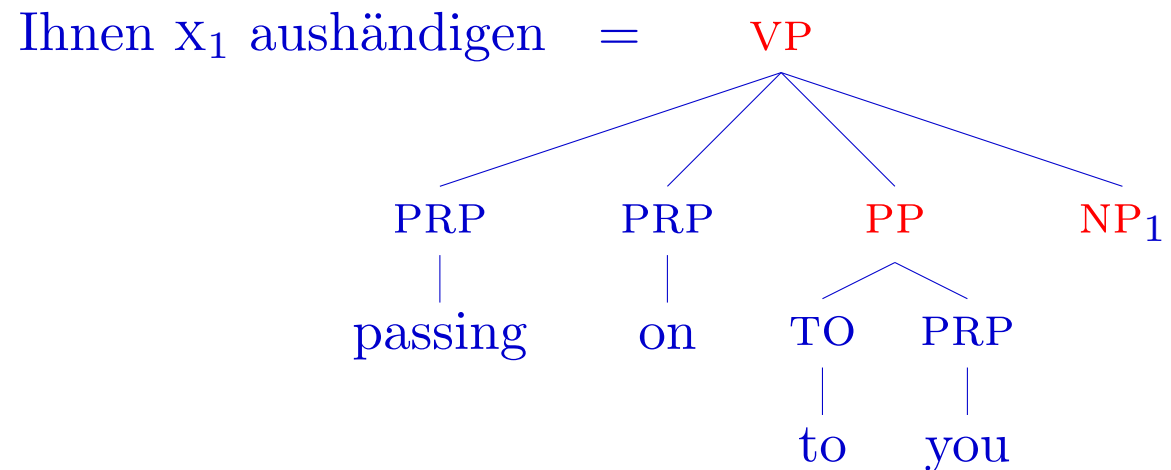 Ihnen x₁ aushändigen = VP
PRP PRP PP NP₁
passing on TO PRP
to you